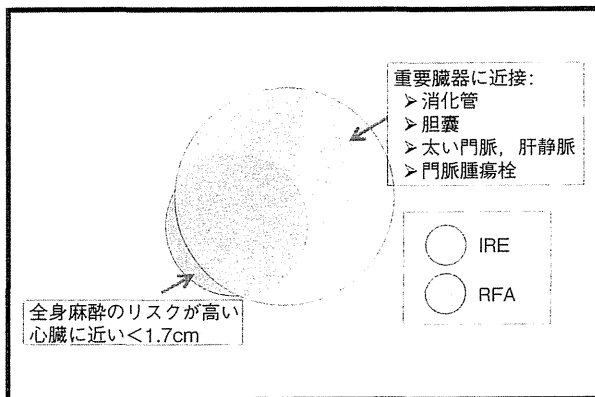 重要臓器に近接:
➤消化管
➤胆嚢
➤太い門脈，肝静脈
➤門脈腫瘍栓
IRE
RFA
全身麻酔のリスクが高い
心臓に近い<1.7cm